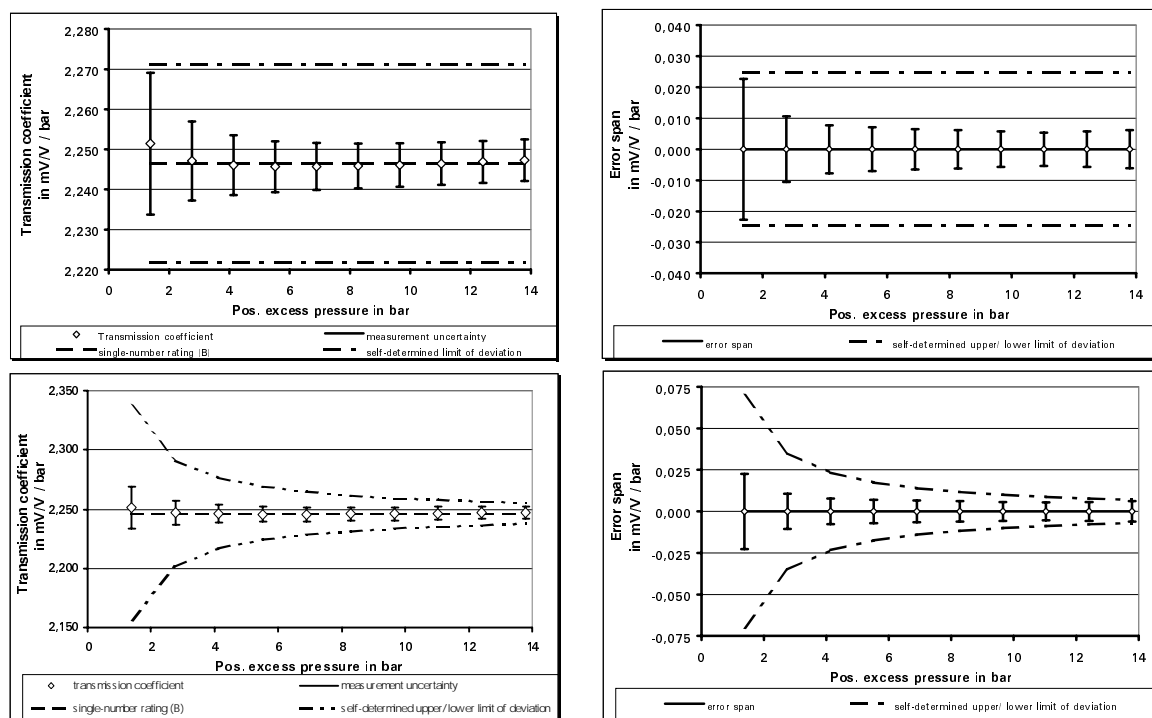 Transmission coefficient
in mV/V / bar
2,280
2,270
2,260
2,250
2,240
2,230
2,220
0 2 4 6 8 10 12 14
Pos. excess pressure in bar
Transmission coefficient
measurement uncertainty
single-number rating (B)
self-determined limit of deviation
Error span
in mV/V / bar
0,040
0,030
0,020
0,010
0,000
-0,010
-0,020
-0,030
-0,040
0 2 4 6 8 10 12 14
Pos. excess pressure in bar
error span
self-determined upper/ lower limit of deviation
Transmission coefficient
in mV/V / bar
2,350
2,300
2,250
2,200
2,150
0 2 4 6 8 10 12 14
Pos. excess pressure in bar
transmission coefficient
measurement uncertainty
single-number rating (B)
self-determined upper/lower limit of deviation
Error span
in mV/V / bar
0,075
0,050
0,025
0,000
-0,025
-0,050
-0,075
0 2 4 6 8 10 12 14
Pos. excess pressure in bar
error span
self-determined upper/ lower limit of deviation